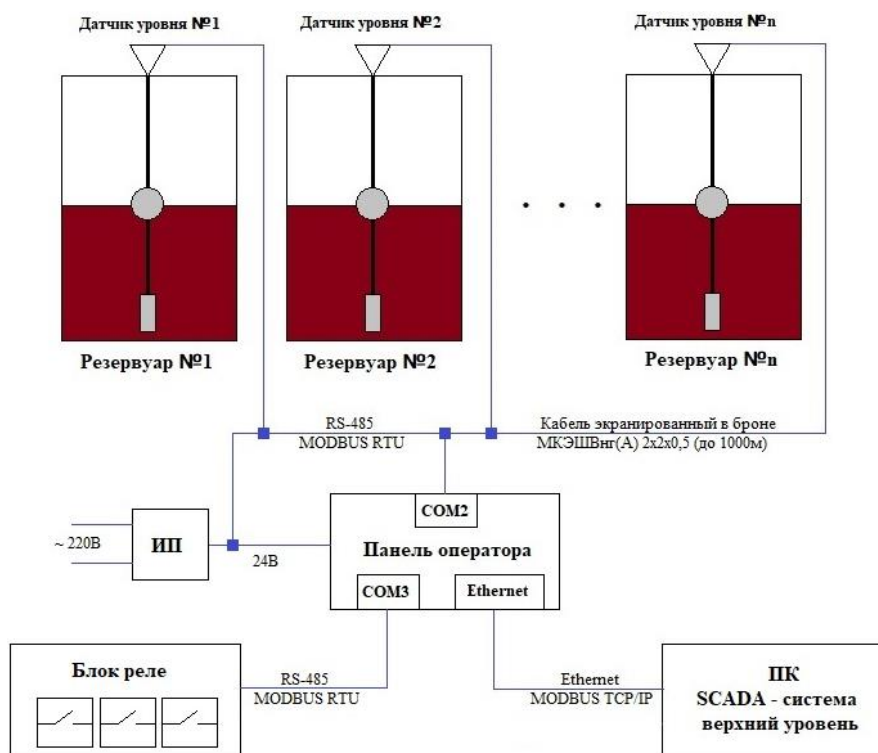 Датчик уровня №1
Датчик уровня №2
Датчик уровня №n
Резервуар №1
Резервуар №2
Резервуар №n
RS-485
MODBUS RTU
Кабель экранированный в броне
МКЭШВнг(А) 2х2х0,5 (до 1000м)
~ 220В
ИП
24В
COM2
Панель оператора
COM3
Ethernet
Блок реле
RS-485
MODBUS RTU
Ethernet
MODBUS TCP/IP
ПК
SCADA - система
верхний уровень